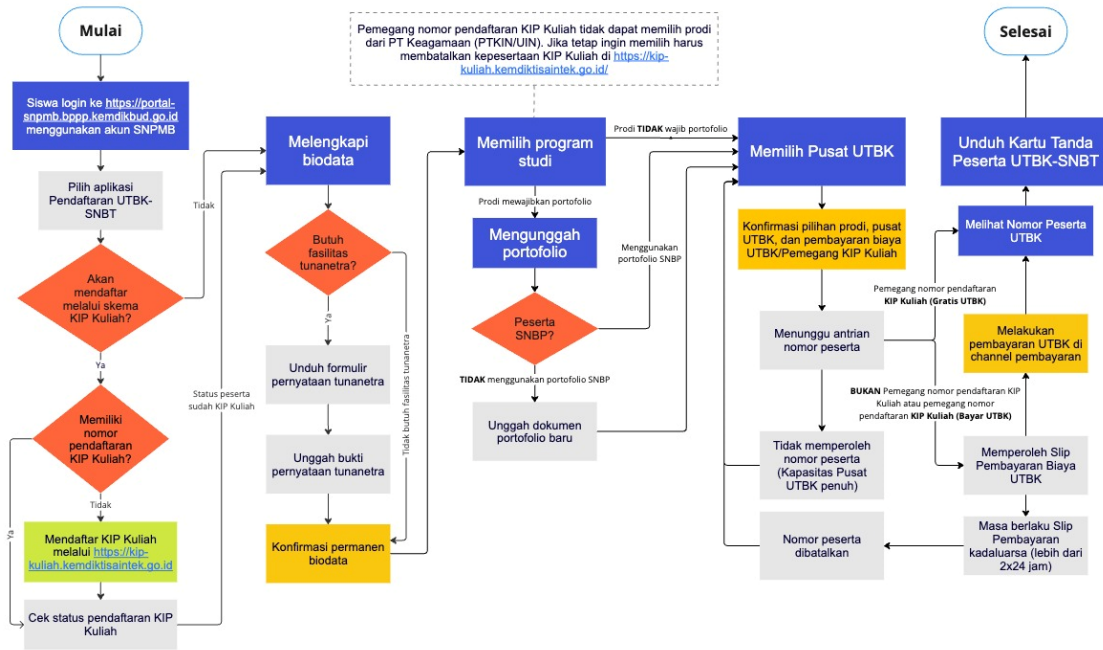 Mulai
Siswa login ke https://portal-
snpmb.bppp.kemdikbud.go.id
menggunakan akun SNPMB
Pilih aplikasi
Pendaftaran UTBK-
SNBT
Tidak
Akan
mendaftar
melalui skema
KIP Kuliah?
Ya
Memiliki
nomor
pendaftaran
KIP Kuliah?
Ya
Tidak
Mendaftar KIP Kuliah
melalui https://kip-
kuliah.kemdiktisaintek.go.id
Cek status pendaftaran KIP
Kuliah
Status peserta
sudah KIP Kuliah
Melengkapi
biodata
Butuh
fasilitas
tunanetra?
Ya
Tidak butuh fasilitas tunanetra
Unduh formulir
pernyataan tunanetra
Unggah bukti
pernyataan tunanetra
Konfirmasi permanen
biodata
Pemegang nomor pendaftaran KIP Kuliah tidak dapat memilih prodi
dari PT Keagamaan (PTKIN/UIN). Jika tetap ingin memilih harus
membatalkan kepesertaan KIP Kuliah di https://kip-
kuliah.kemdiktisaintek.go.id/
Memilih program
studi
Prodi TIDAK wajib portofolio
Prodi mewajibkan portofolio
Mengunggah
portofolio
Menggunakan
portofolio SNBP
Peserta
SNBP?
TIDAK menggunakan portofolio SNBP
Unggah dokumen
portofolio baru
Memilih Pusat UTBK
Konfirmasi pilihan prodi, pusat
UTBK, dan pembayaran biaya
UTBK/Pemegang KIP Kuliah
Menunggu antrian
nomor peserta
Pemegang nomor pendaftaran
KIP Kuliah (Gratis UTBK)
BUKAN Pemegang nomor pendaftaran KIP
Kuliah atau pemegang nomor
pendaftaran KIP Kuliah (Bayar UTBK)
Tidak memperoleh
nomor peserta
(Kapasitas Pusat
UTBK penuh)
Nomor peserta
dibatalkan
Selesai
Unduh Kartu Tanda
Peserta UTBK-SNBT
Melihat Nomor Peserta
UTBK
Melakukan
pembayaran UTBK di
channel pembayaran
Memperoleh Slip
Pembayaran Biaya
UTBK
Masa berlaku Slip
Pembayaran
kadaluarsa (lebih dari
2x24 jam)